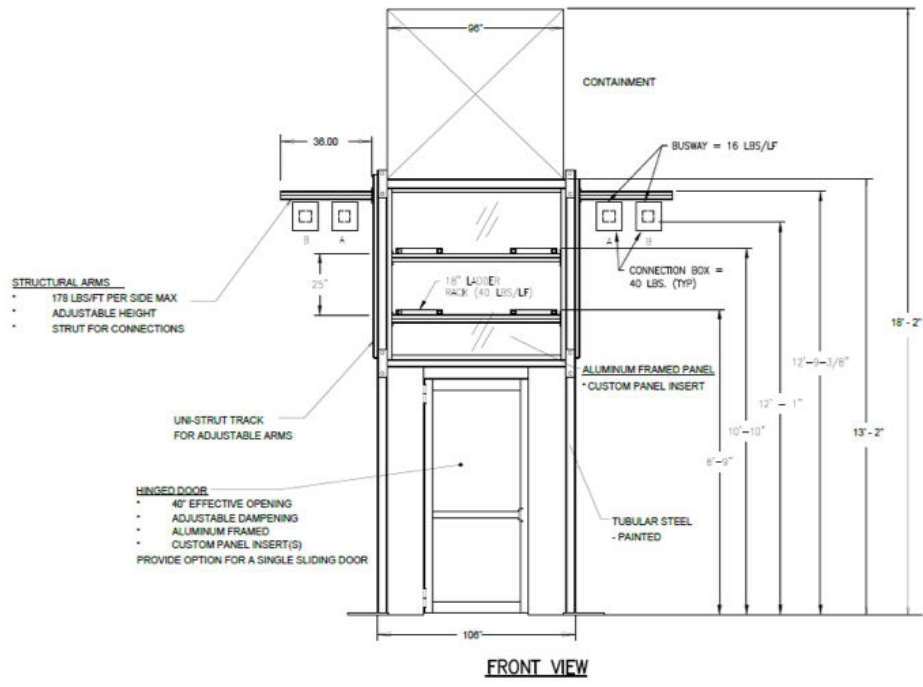 96"
CONTAINMENT
36.00
BUSWAY = 16 LBS/LF
B
A
A
B
CONNECTION BOX =
40 LBS. (TYP)
STRUCTURAL ARMS
* 178 LBS/FT PER SIDE MAX
* ADJUSTABLE HEIGHT
* STRUT FOR CONNECTIONS
25"
18" LADDER
RACK (40 LBS/LF)
18'-2"
12'-9-3/8"
ALUMINUM FRAMED PANEL
* CUSTOM PANEL INSERT
12' - 1"
UNI-STRUT TRACK
FOR ADJUSTABLE ARMS
10'-10"
13'-2"
8'-9"
HINGED DOOR
* 40" EFFECTIVE OPENING
* ADJUSTABLE DAMPENING
* ALUMINUM FRAMED
* CUSTOM PANEL INSERT(S)
PROVIDE OPTION FOR A SINGLE SLIDING DOOR
TUBULAR STEEL
- PAINTED
106"
FRONT VIEW